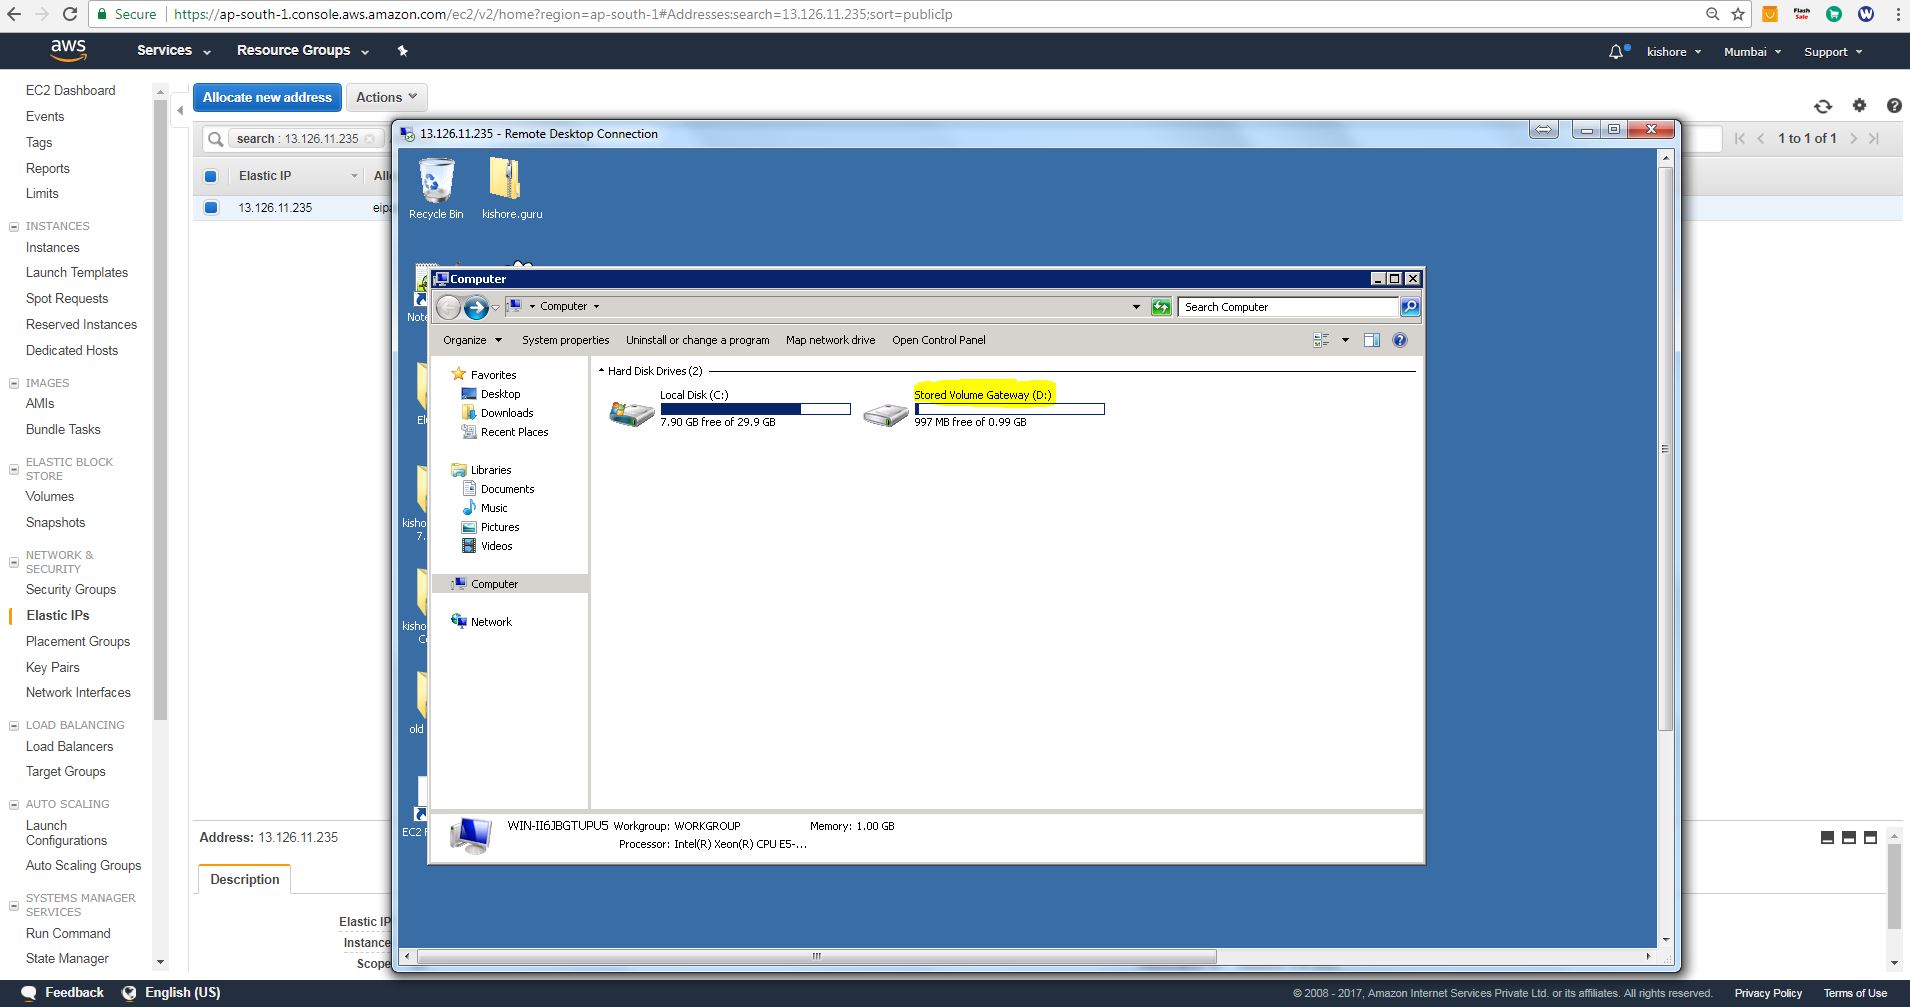 Secure
https://ap-south-1.console.aws.amazon.com/ec2/v2/home?region=ap-south-1#Addresses:search=13.126.11.235;sort=publicIp
Flash
Sale
W
aws
Services
Resource Groups
kishore
Mumbai
Support
EC2 Dashboard
Events
Tags
Reports
Limits
INSTANCES
Instances
Launch Templates
Spot Requests
Reserved Instances
Dedicated Hosts
IMAGES
AMIs
Bundle Tasks
ELASTIC BLOCK
STORE
Volumes
Snapshots
NETWORK &
SECURITY
Security Groups
Elastic IPs
Placement Groups
Key Pairs
Network Interfaces
LOAD BALANCING
Load Balancers
Target Groups
AUTO SCALING
Launch
Configurations
Auto Scaling Groups
SYSTEMS MANAGER
SERVICES
Run Command
State Manager
Allocate new address
Actions
search : 13.126.11.235
1 to 1 of 1
Elastic IP
All
13.126.11.235
eipa
Address: 13.126.11.235
Description
Elastic IP
Instance
Scope
13.126.11.235 - Remote Desktop Connection
Recycle Bin
kishore.guru
Note
El
kisho
7.
kisho
old
EC2 F
Computer
Computer
Search Computer
Organize
System properties
Uninstall or change a program
Map network drive
Open Control Panel
Favorites
Desktop
Downloads
Recent Places
Libraries
Documents
Music
Pictures
Videos
Computer
Network
Hard Disk Drives (2)
Local Disk (C:)
7.90 GB free of 29.9 GB
Stored Volume Gateway (D:)
997 MB free of 0.99 GB
WIN-II6JBGTUPU5 Workgroup: WORKGROUP Memory: 1.00 GB
Processor: Intel(R) Xeon(R) CPU E5-...
Feedback
English (US)
© 2008 - 2017, Amazon Internet Services Private Ltd. or its affiliates. All rights reserved.
Privacy Policy
Terms of Use